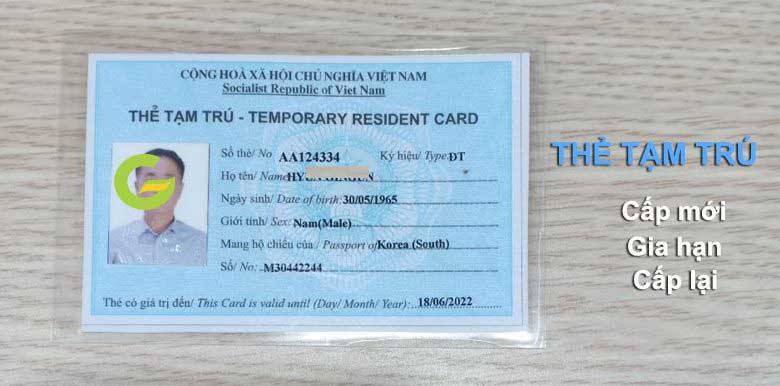 CỘNG HOÀ XÃ HỘI CHỦ NGHĨA VIỆT NAM
Socialist Republic of Viet Nam
THẺ TẠM TRÚ - TEMPORARY RESIDENT CARD
Số thẻ/ No AA124334 Ký hiệu/ Type ĐT
Họ tên/ Name
Ngày sinh/ Date of birth: 30/05/1965
Giới tính/ Sex: Nam(Male)
Mang hộ chiếu của / Passport of Korea (South)
Số/ No: M30442244
Thẻ có giá trị đến/ This Card is valid until (Day/ Month/ Year): 18/06/2022
THẺ TẠM TRÚ
Cấp mới
Gia hạn
Cấp lại